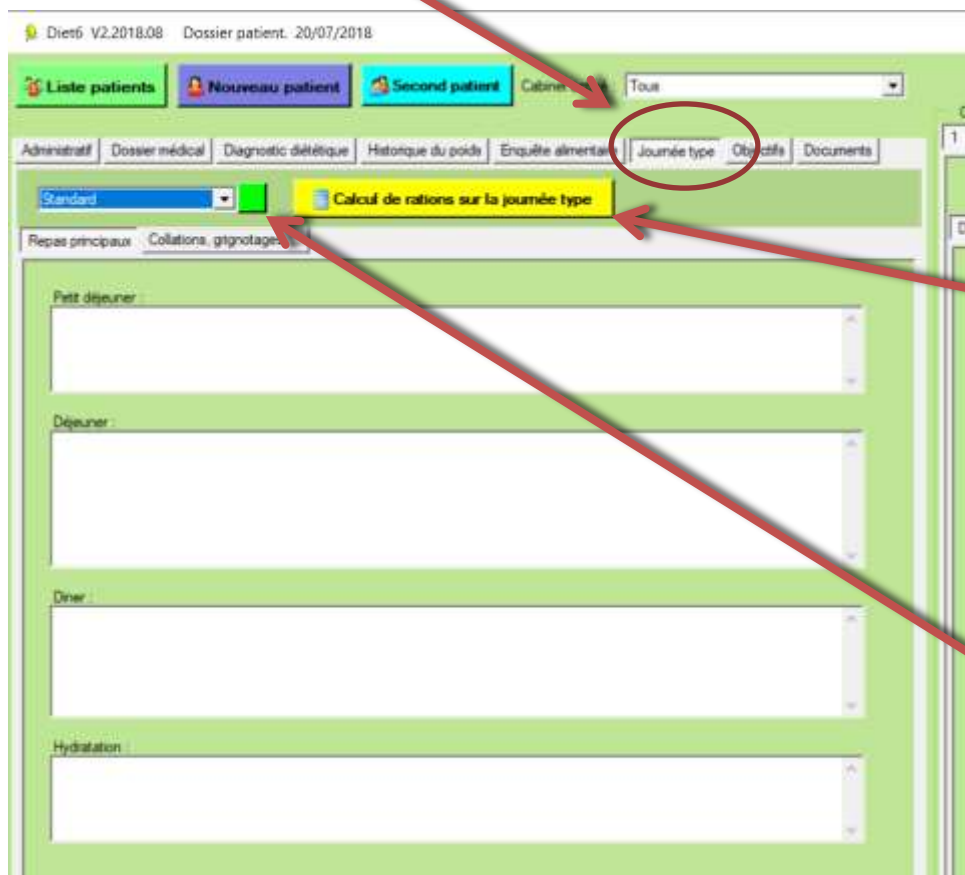 Diet6 V2.2018.08 Dossier patient. 20/07/2018
Liste patients Nouveau patient Second patient Tous
Administratif Dossier médical Diagnostic diététique Historique du poids Enquête alimentaire Journée type Objectifs Documents
Standard Calcul de rations sur la journée type
Repas principaux Collations, grignotages
Petit déjeuner :
Déjeuner :
Diner :
Hydratation :